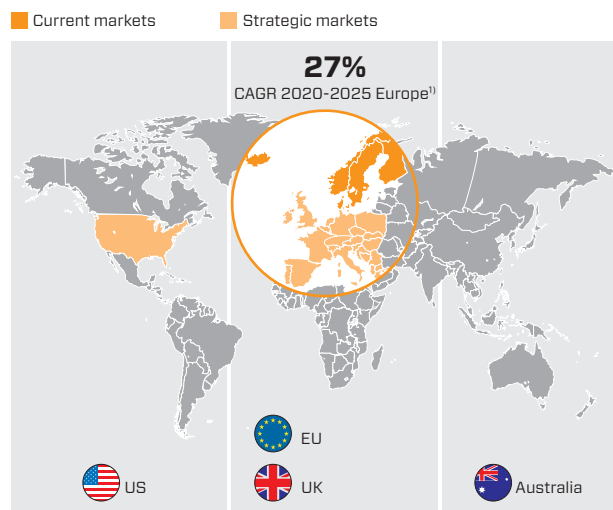 Current markets
Strategic markets
27%
CAGR 2020-2025 Europe¹⁾
EU
US
UK
Australia